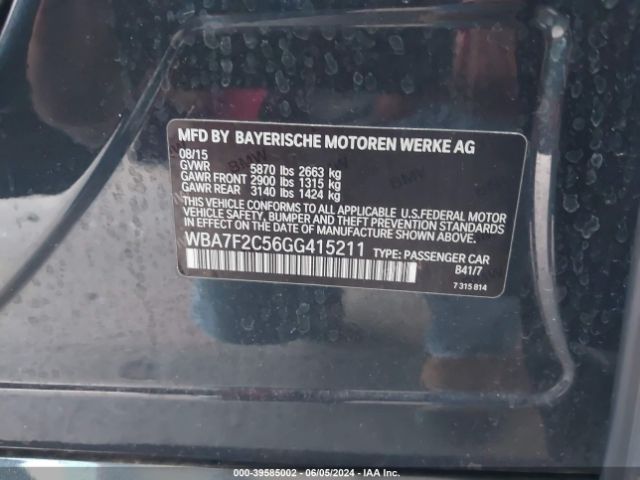 MFD BY BAYERISCHE MOTOREN WERKE AG
08/15
GVWR 5870 lbs 2663 kg
GAWR FRONT 2900 lbs 1315 kg
GAWR REAR 3140 lbs 1424 kg
THIS VEHICLE CONFORMS TO ALL APPLICABLE U.S.FEDERAL MOTOR
VEHICLE SAFETY, BUMPER AND THEFT PREVENTION STANDARDS
IN EFFECT ON THE DATE OF MANUFACTURE SHOWN ABOVE.
WBA7F2C56GG415211 TYPE: PASSENGER CAR
B41/7
7 315 814
000-39585002 - 06/05/2024 - IAA Inc.